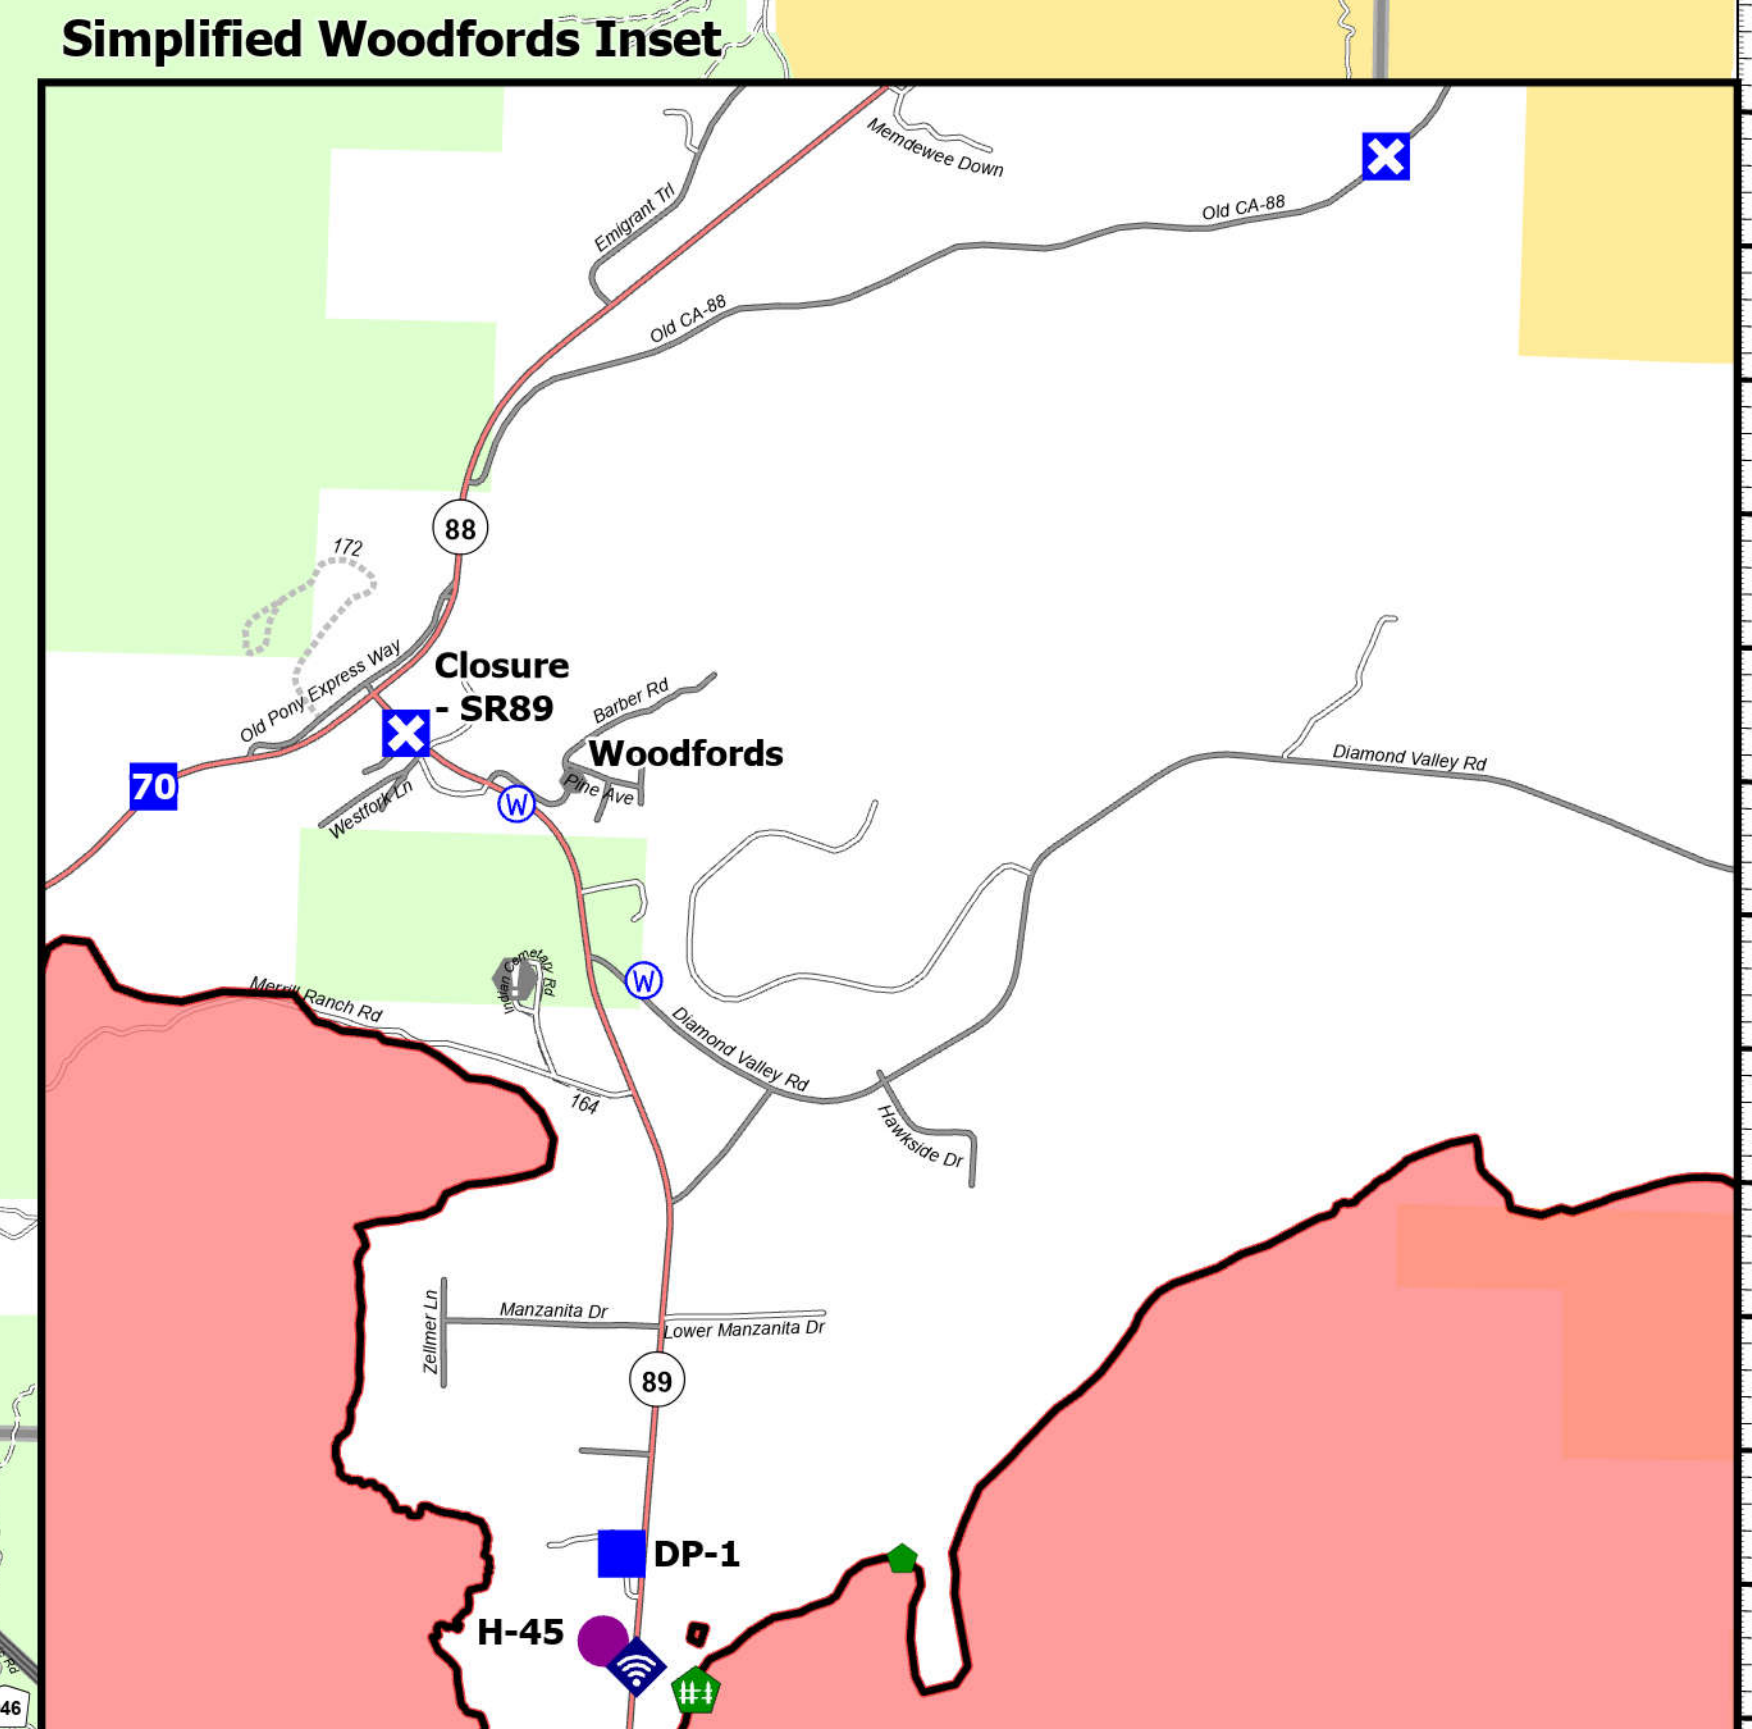 Simplified Woodfords Inset
Memdewee Down
Emigrant Trl
Old CA-88
Old CA-88
88
172
Old Pony Express Way
Closure
- SR89
Barber Rd
Woodfords
Diamond Valley Rd
70
Pine Ave
Westfork Ln
W
Indian Cemetary Rd
W
Merrill Ranch Rd
Diamond Valley Rd
164
Hawkside Dr
Zellmer Ln
Manzanita Dr
Lower Manzanita Dr
89
DP-1
H-45
Rd
46